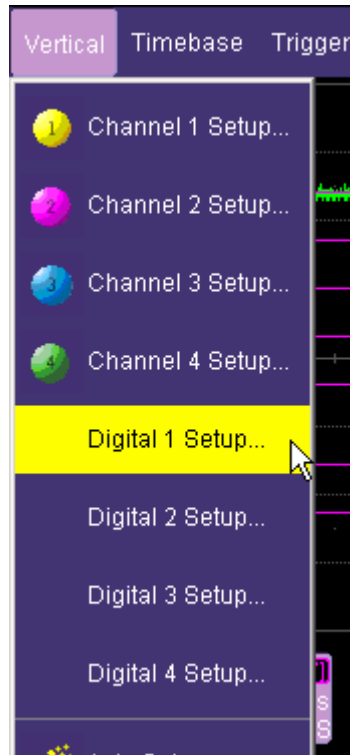 Vertical Timebase Trigger
1 Channel 1 Setup...
2 Channel 2 Setup...
3 Channel 3 Setup...
4 Channel 4 Setup...
Digital 1 Setup...
Digital 2 Setup...
Digital 3 Setup...
Digital 4 Setup...